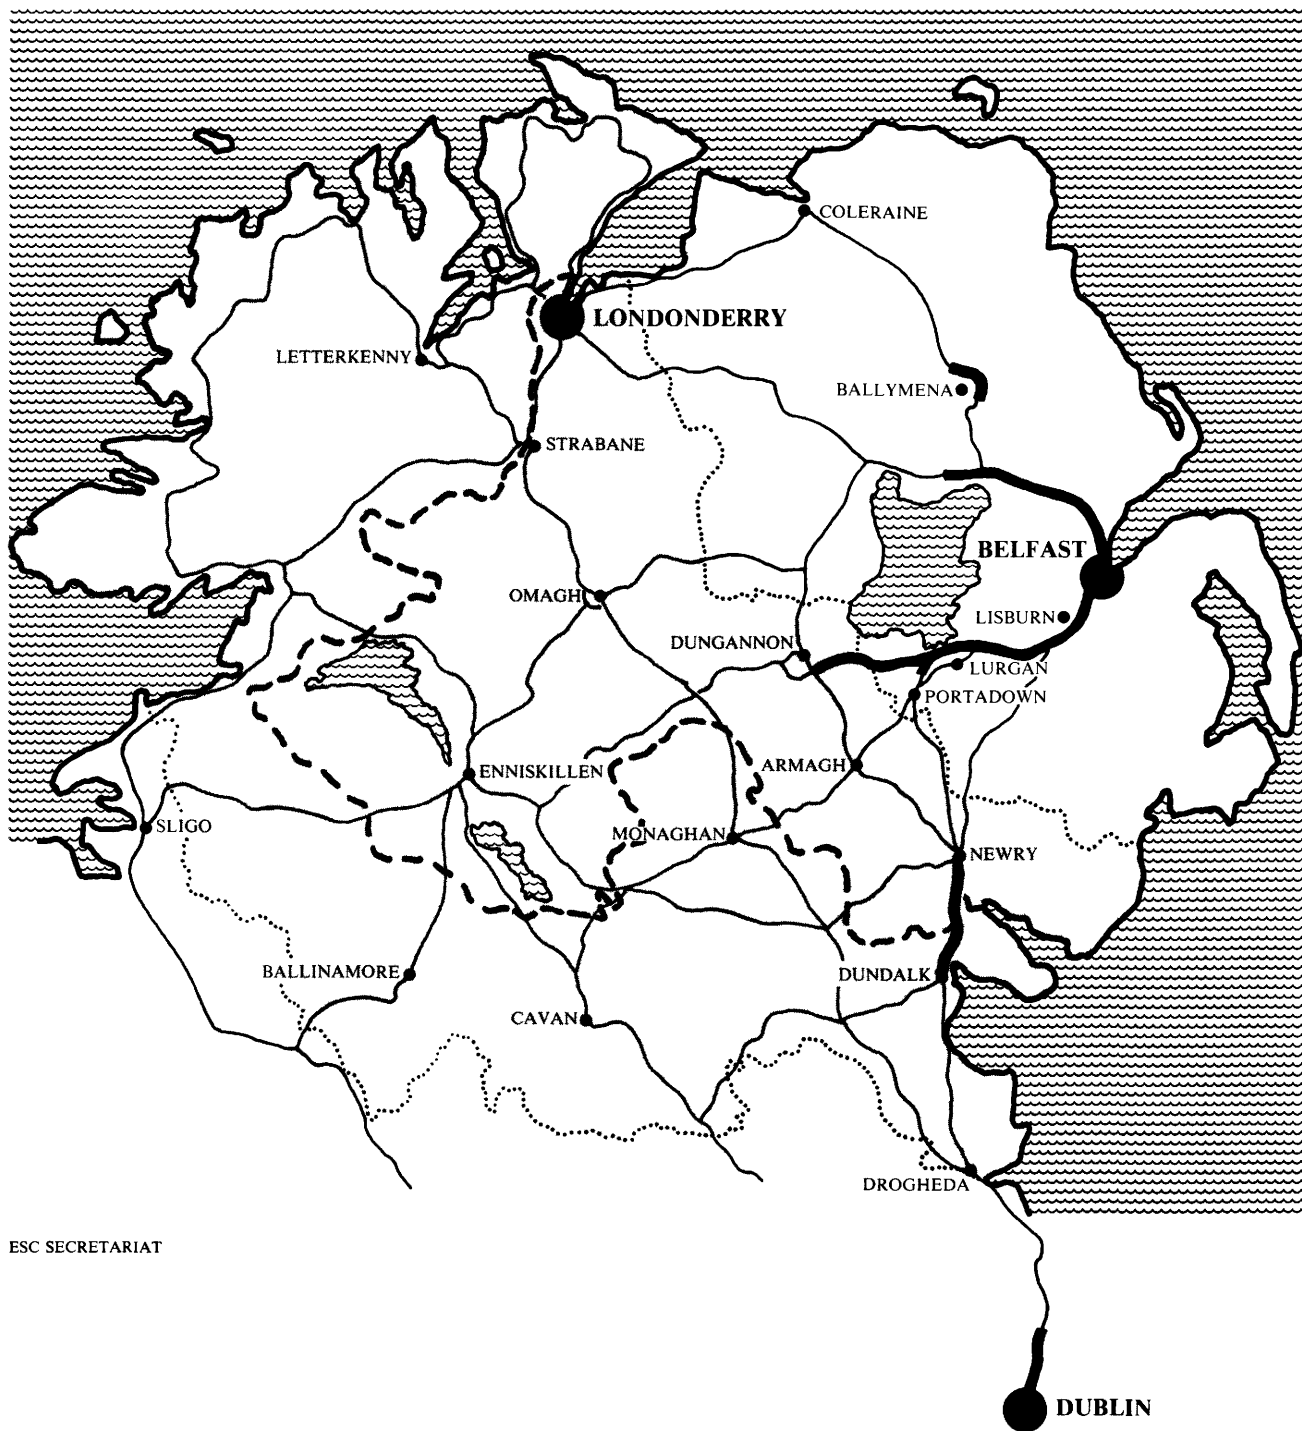 COLERAINE
LONDONDERRY
LETTERKENNY
BALLYMENA
STRABANE
BELFAST
OMAGH
LISBURN
DUNGANNON
LURGAN
PORTADOWN
ENNISKILLEN
ARMAGH
SLIGO
MONAGHAN
NEWRY
BALLINAMORE
DUNDALK
CAVAN
DROGHEDA
ESC SECRETARIAT
DUBLIN